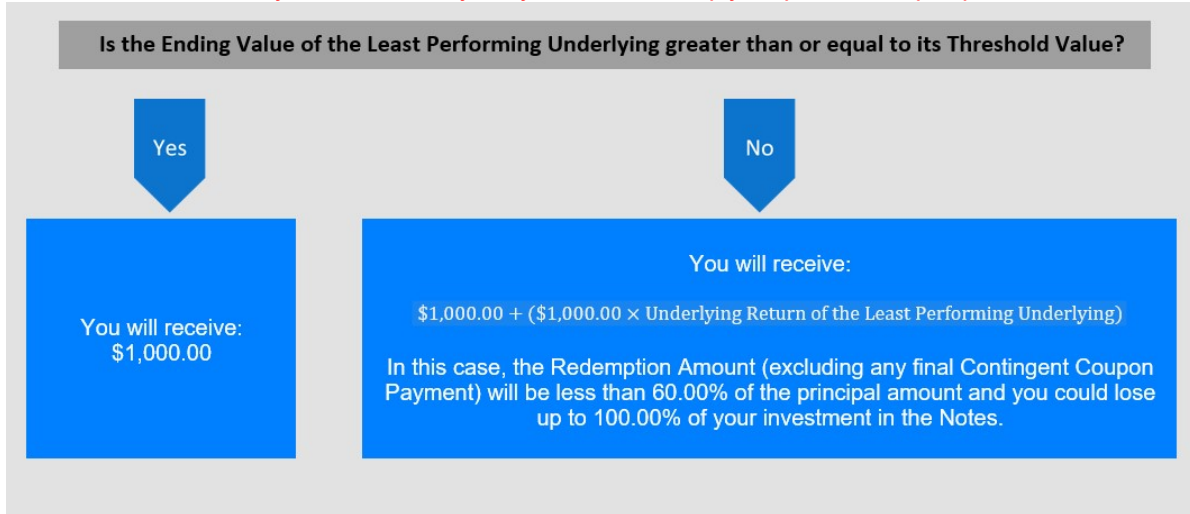 Is the Ending Value of the Least Performing Underlying greater than or equal to its Threshold Value?
Yes
No
You will receive:
$1,000.00
You will receive:
$1,000.00 + ($1,000.00 × Underlying Return of the Least Performing Underlying)
In this case, the Redemption Amount (excluding any final Contingent Coupon
Payment) will be less than 60.00% of the principal amount and you could lose
up to 100.00% of your investment in the Notes.